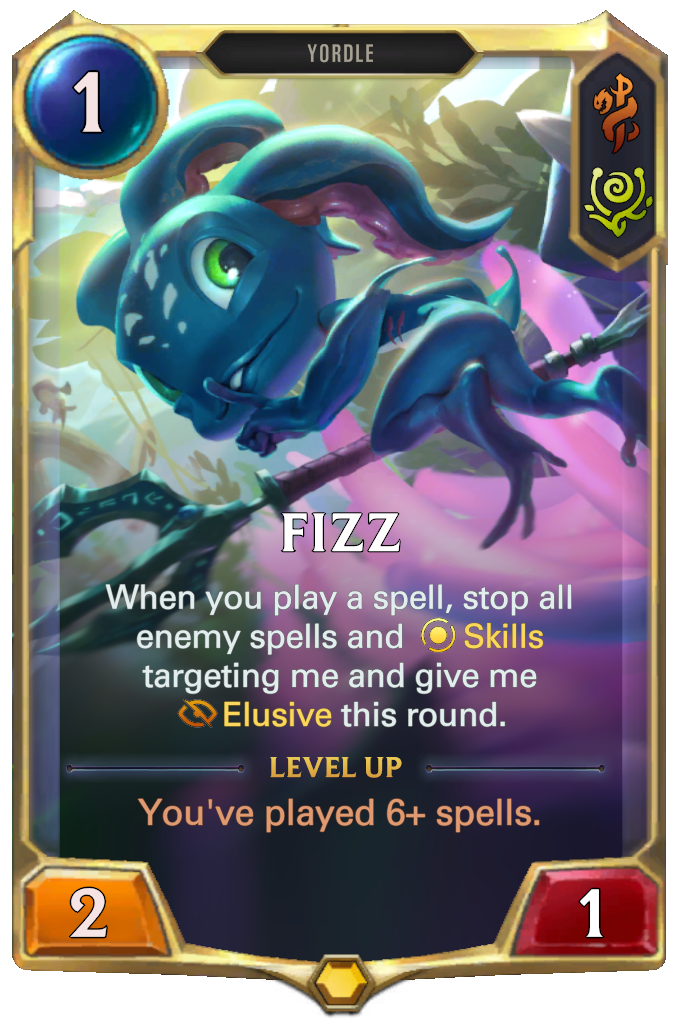 YORDLE
1
FIZZ
When you play a spell, stop all
enemy spells and Skills
targeting me and give me
Elusive this round.
LEVEL UP
You've played 6+ spells.
2
1